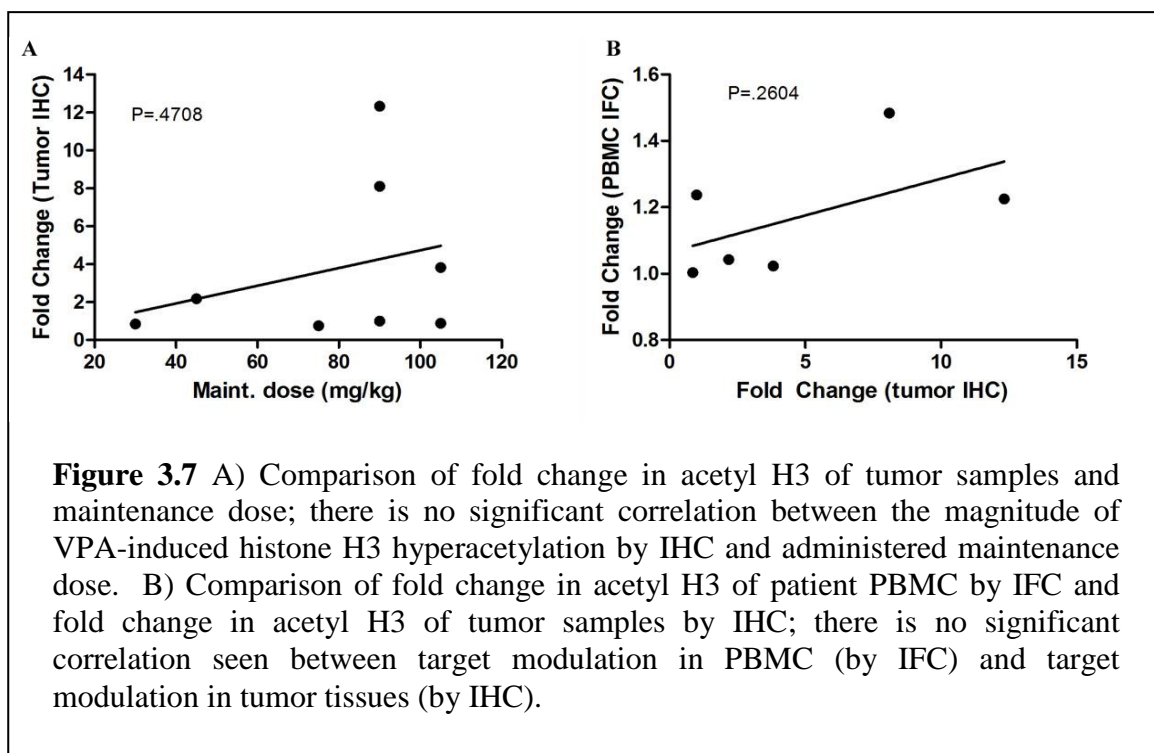 A
Fold Change (Tumor IHC)
14
12
10
8
6
4
2
0
P=.4708
20 40 60 80 100 120
Maint. dose (mg/kg)
B
Fold Change (PBMC IFC)
1.6
1.4
1.2
1.0
0.8
P=.2604
0 5 10 15
Fold Change (tumor IHC)
Figure 3.7 A) Comparison of fold change in acetyl H3 of tumor samples and
maintenance dose; there is no significant correlation between the magnitude of
VPA-induced histone H3 hyperacetylation by IHC and administered maintenance
dose. B) Comparison of fold change in acetyl H3 of patient PBMC by IFC and
fold change in acetyl H3 of tumor samples by IHC; there is no significant
correlation seen between target modulation in PBMC (by IFC) and target
modulation in tumor tissues (by IHC).